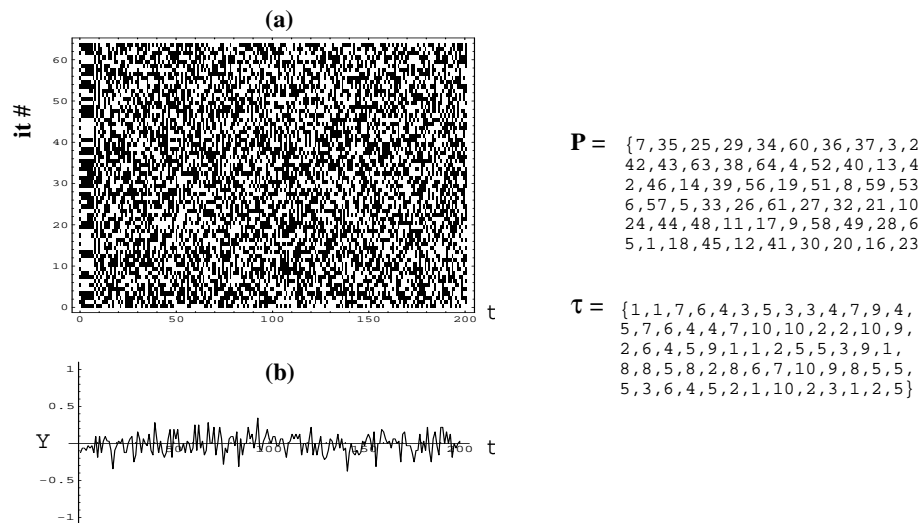 (a)
it #
60
50
40
30
20
10
0
0 50 100 150 200 t
P = {7,35,25,29,34,60,36,37,3,2
42,43,63,38,64,4,52,40,13,4
2,46,14,39,56,19,51,8,59,53
6,57,5,33,26,61,27,32,21,10
24,44,48,11,17,9,58,49,28,6
5,1,18,45,12,41,30,20,16,23
τ = {1,1,7,6,4,3,5,3,3,4,7,9,4,
5,7,6,4,4,7,10,10,2,2,10,9,
2,6,4,5,9,1,1,2,5,5,3,9,1,
8,8,5,8,2,8,6,7,10,9,8,5,5,
5,3,6,4,5,2,1,10,2,3,1,2,5}
(b)
1
0.5
Y
50 100 150 200 t
-0.5
-1